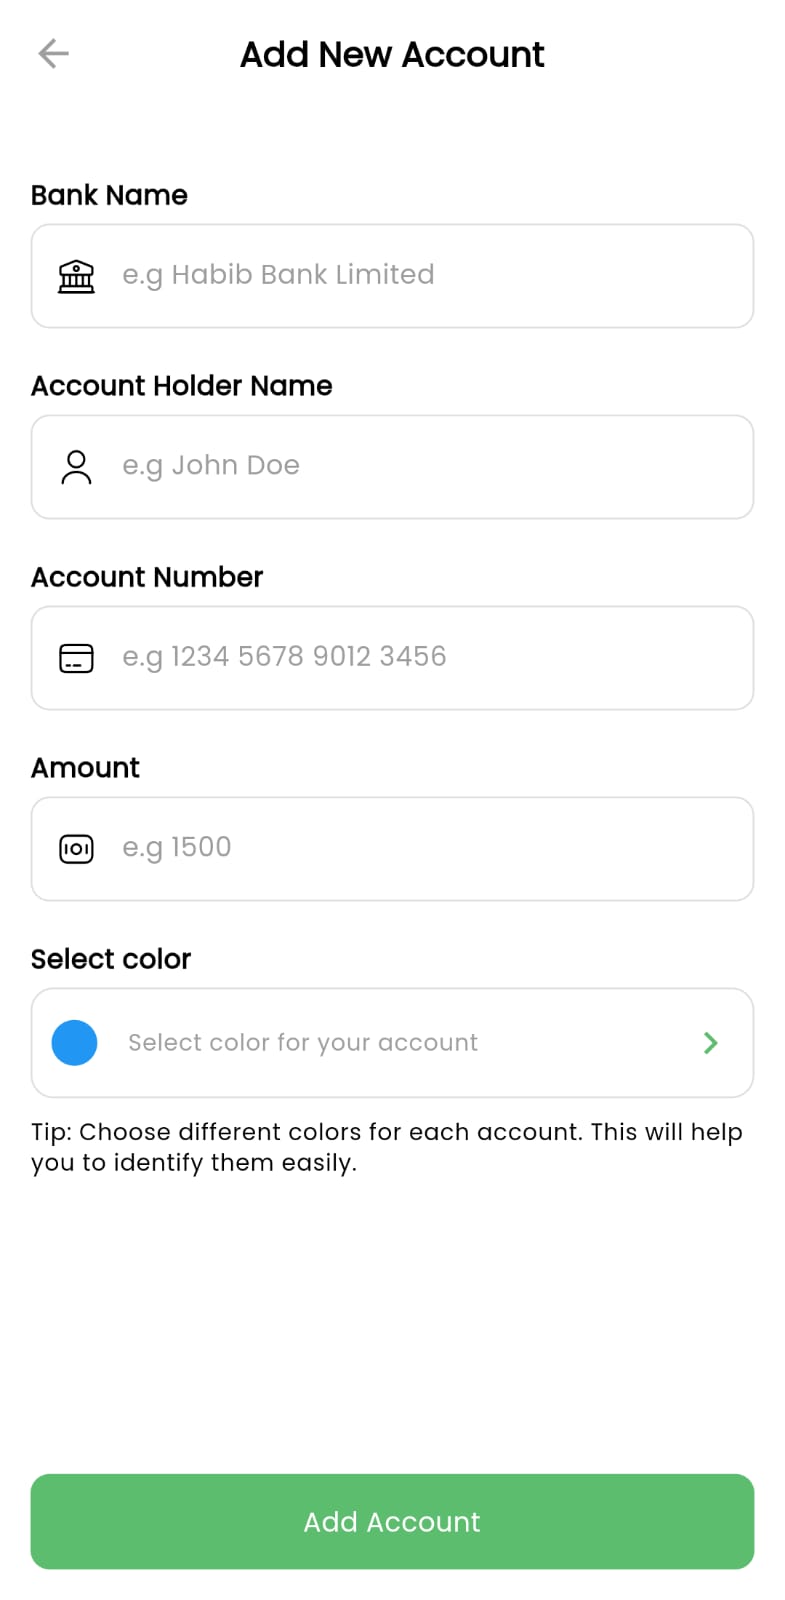 Add New Account
Bank Name
e.g Habib Bank Limited
Account Holder Name
e.g John Doe
Account Number
e.g 1234 5678 9012 3456
Amount
e.g 1500
Select color
Select color for your account
Tip: Choose different colors for each account. This will help
you to identify them easily.
Add Account